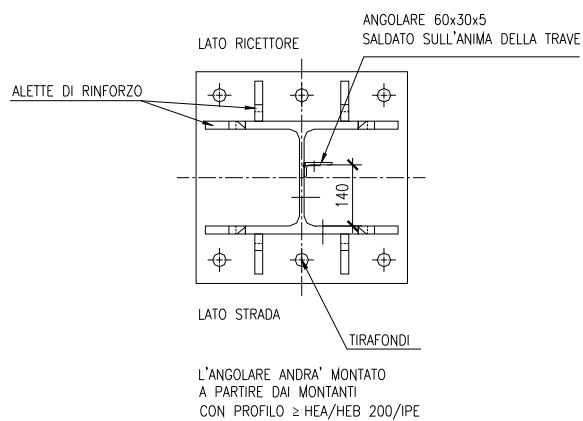 ANGOLARE 60x30x5
SALDATO SULL'ANIMA DELLA TRAVE
LATO RICETTORE
ALETTE DI RINFORZO
140
LATO STRADA
TIRAFONDI
L'ANGOLARE ANDRA' MONTATO
A PARTIRE DAI MONTANTI
CON PROFILO ≥ HEA/HEB 200/IPE